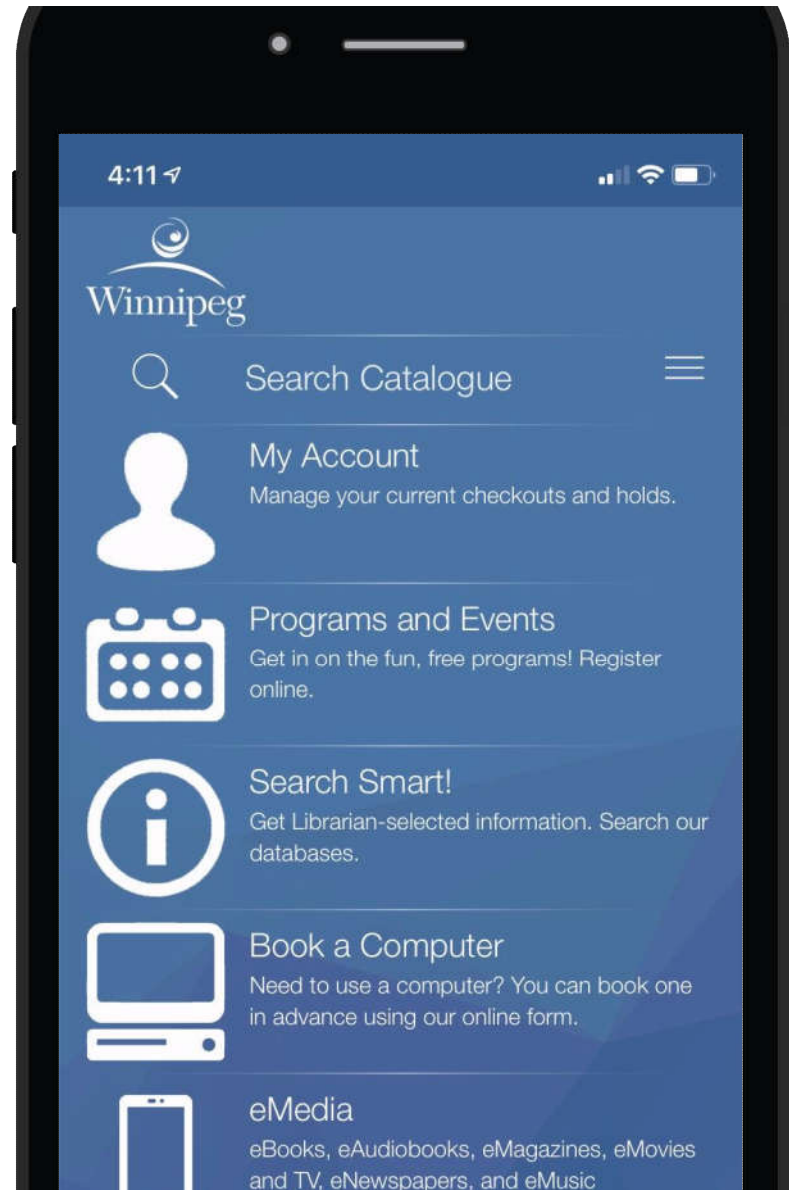 4:11
Winnipeg
Search Catalogue
My Account
Manage your current checkouts and holds.
Programs and Events
Get in on the fun, free programs! Register
online.
Search Smart!
Get Librarian-selected information. Search our
databases.
Book a Computer
Need to use a computer? You can book one
in advance using our online form.
eMedia
eBooks, eAudiobooks, eMagazines, eMovies
and TV, eNewspapers, and eMusic